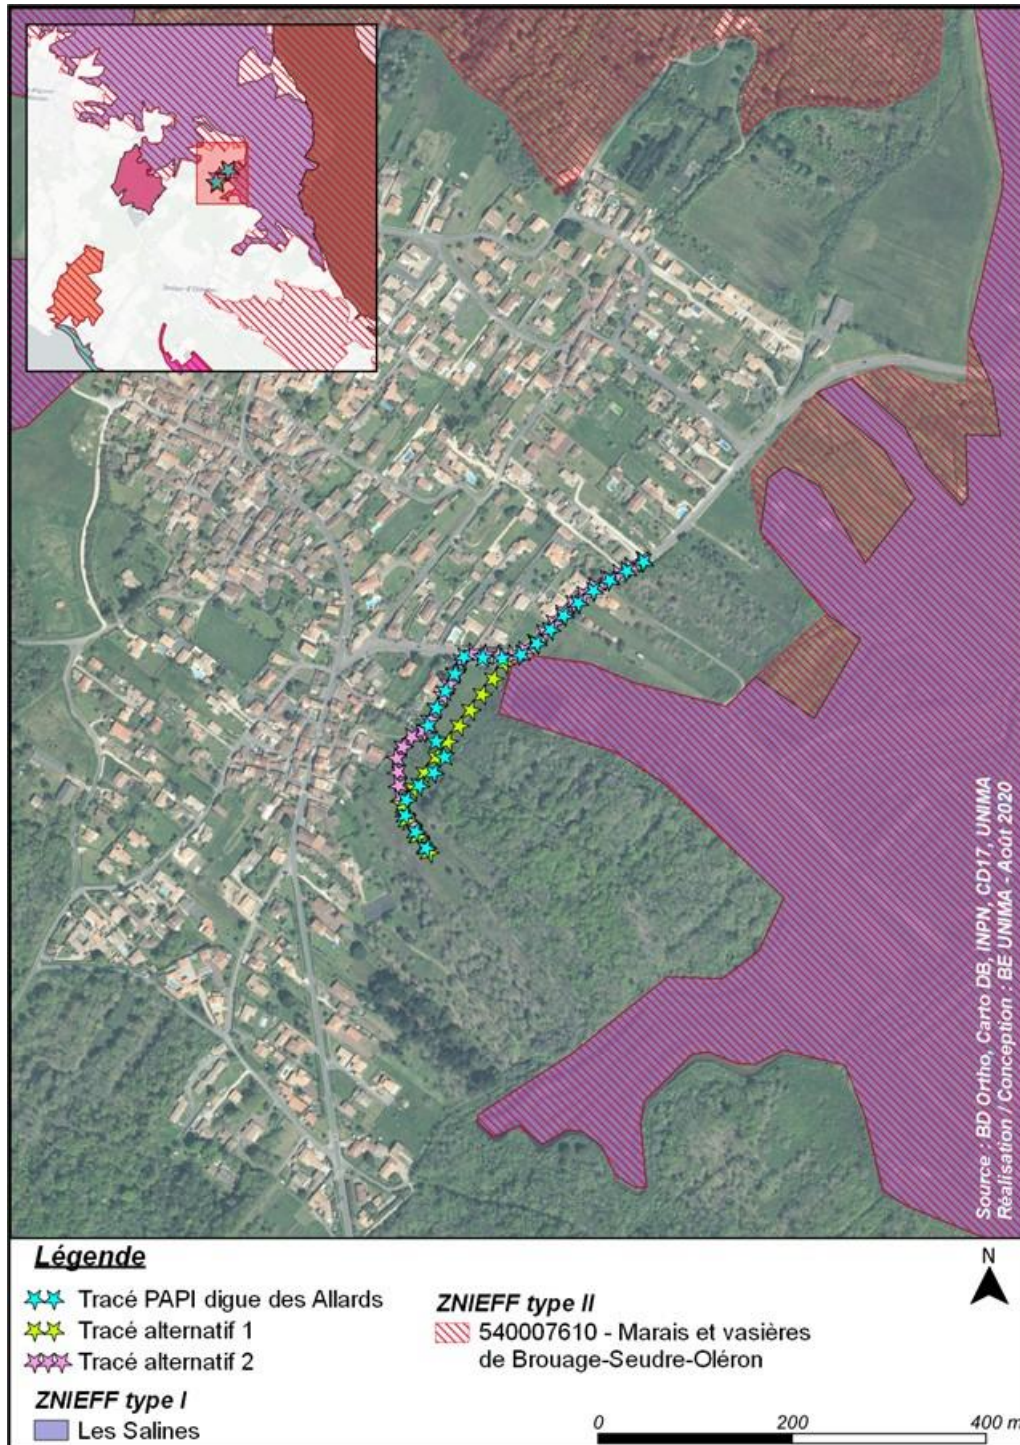 Source : BD Ortho, Carto DB, INPN, CD17, UNIMA
Réalisation / Conception : BE UNIMA - Août 2020
Légende
N
Tracé PAPI digue des Allards
Tracé alternatif 1
Tracé alternatif 2
ZNIEFF type I
Les Salines
ZNIEFF type II
540007610 - Marais et vasières
de Brouage-Seudre-Oléron
0 200 400 m